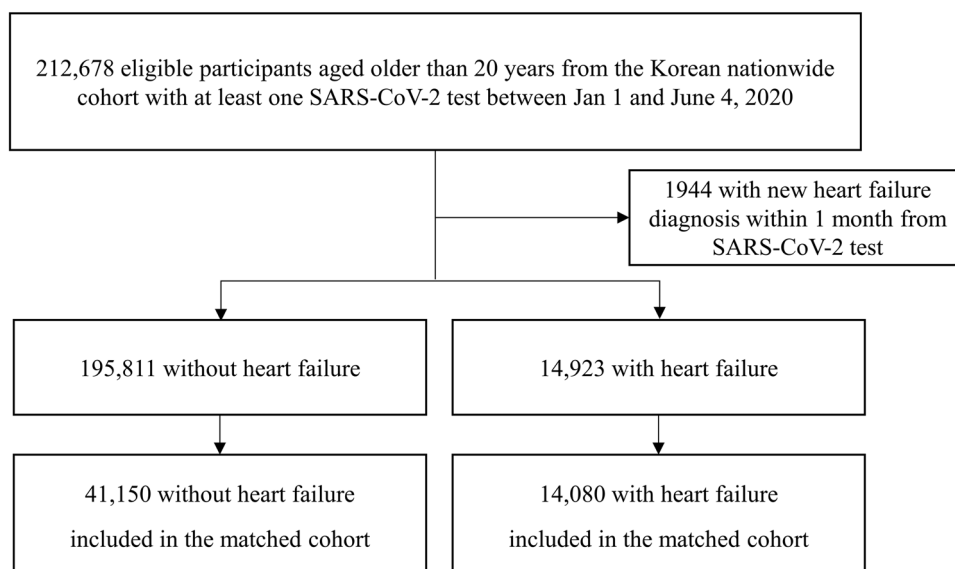 212,678 eligible participants aged older than 20 years from the Korean nationwide
cohort with at least one SARS-CoV-2 test between Jan 1 and June 4, 2020
1944 with new heart failure
diagnosis within 1 month from
SARS-CoV-2 test
195,811 without heart failure
14,923 with heart failure
41,150 without heart failure
included in the matched cohort
14,080 with heart failure
included in the matched cohort